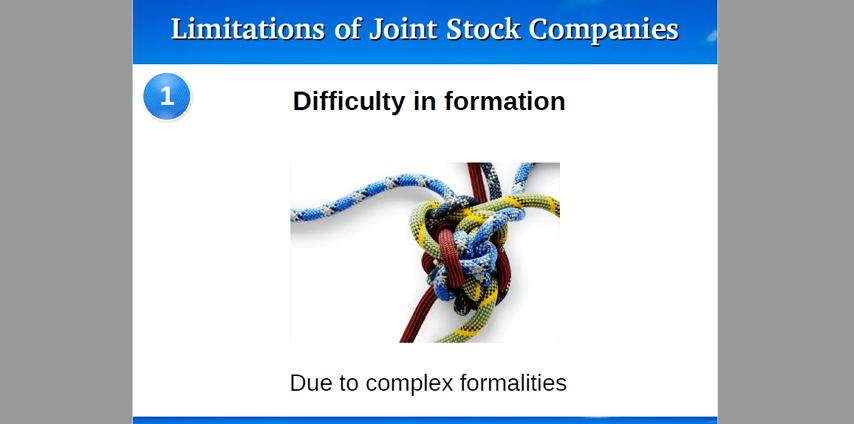 Limitations of Joint Stock Companies
1
Difficulty in formation
Due to complex formalities